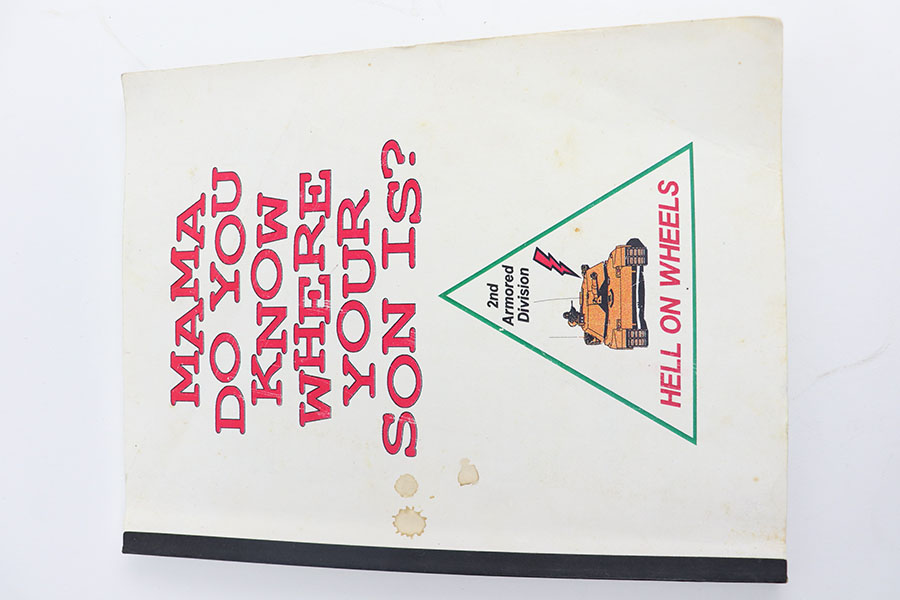 MAMA
DO YOU
KNOW
WHERE
YOUR
SON IS?
2nd
Armored
Division
HELL ON WHEELS